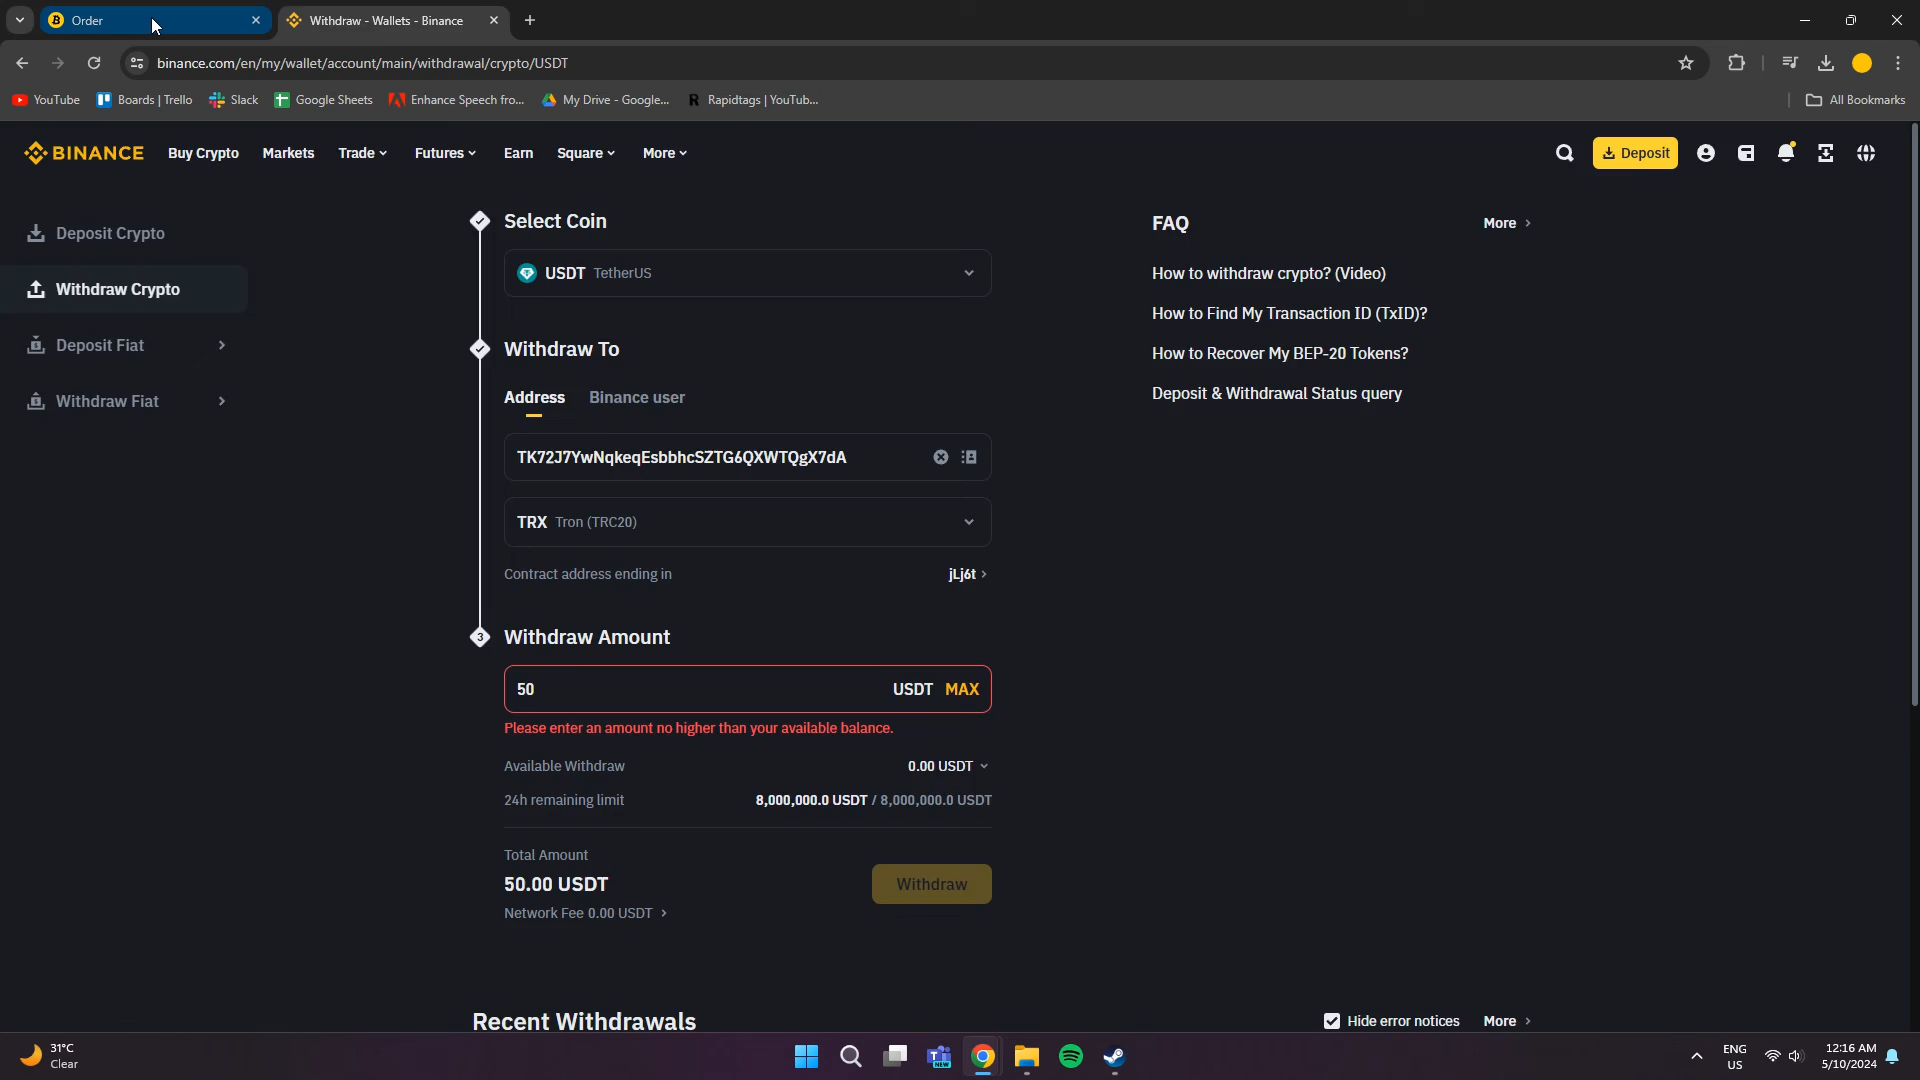 Order
Withdraw - Wallets - Binance
binance.com/en/my/wallet/account/main/withdrawal/crypto/USDT
YouTube
Boards | Trello
Slack
Google Sheets
Enhance Speech fro...
My Drive - Google...
R Rapidtags | YouTub...
All Bookmarks
BINANCE
Buy Crypto
Markets
Trade
Futures
Earn
Square
More
Deposit
Deposit Crypto
Withdraw Crypto
Deposit Fiat
Withdraw Fiat
Select Coin
USDT TetherUS
Withdraw To
Address
Binance user
TK72J7YwNqkeqEsbbhcSZTG6QXWTQgX7dA
TRX Tron (TRC20)
Contract address ending in
jLj6t
3 Withdraw Amount
50
USDT MAX
Please enter an amount no higher than your available balance.
Available Withdraw
0.00 USDT
24h remaining limit
8,000,000.0 USDT / 8,000,000.0 USDT
Total Amount
50.00 USDT
Network Fee 0.00 USDT
Withdraw
FAQ
More
How to withdraw crypto? (Video)
How to Find My Transaction ID (TxID)?
How to Recover My BEP-20 Tokens?
Deposit & Withdrawal Status query
Recent Withdrawals
Hide error notices
More
31°C
Clear
T
NEW
ENG
US
12:16 AM
5/10/2024